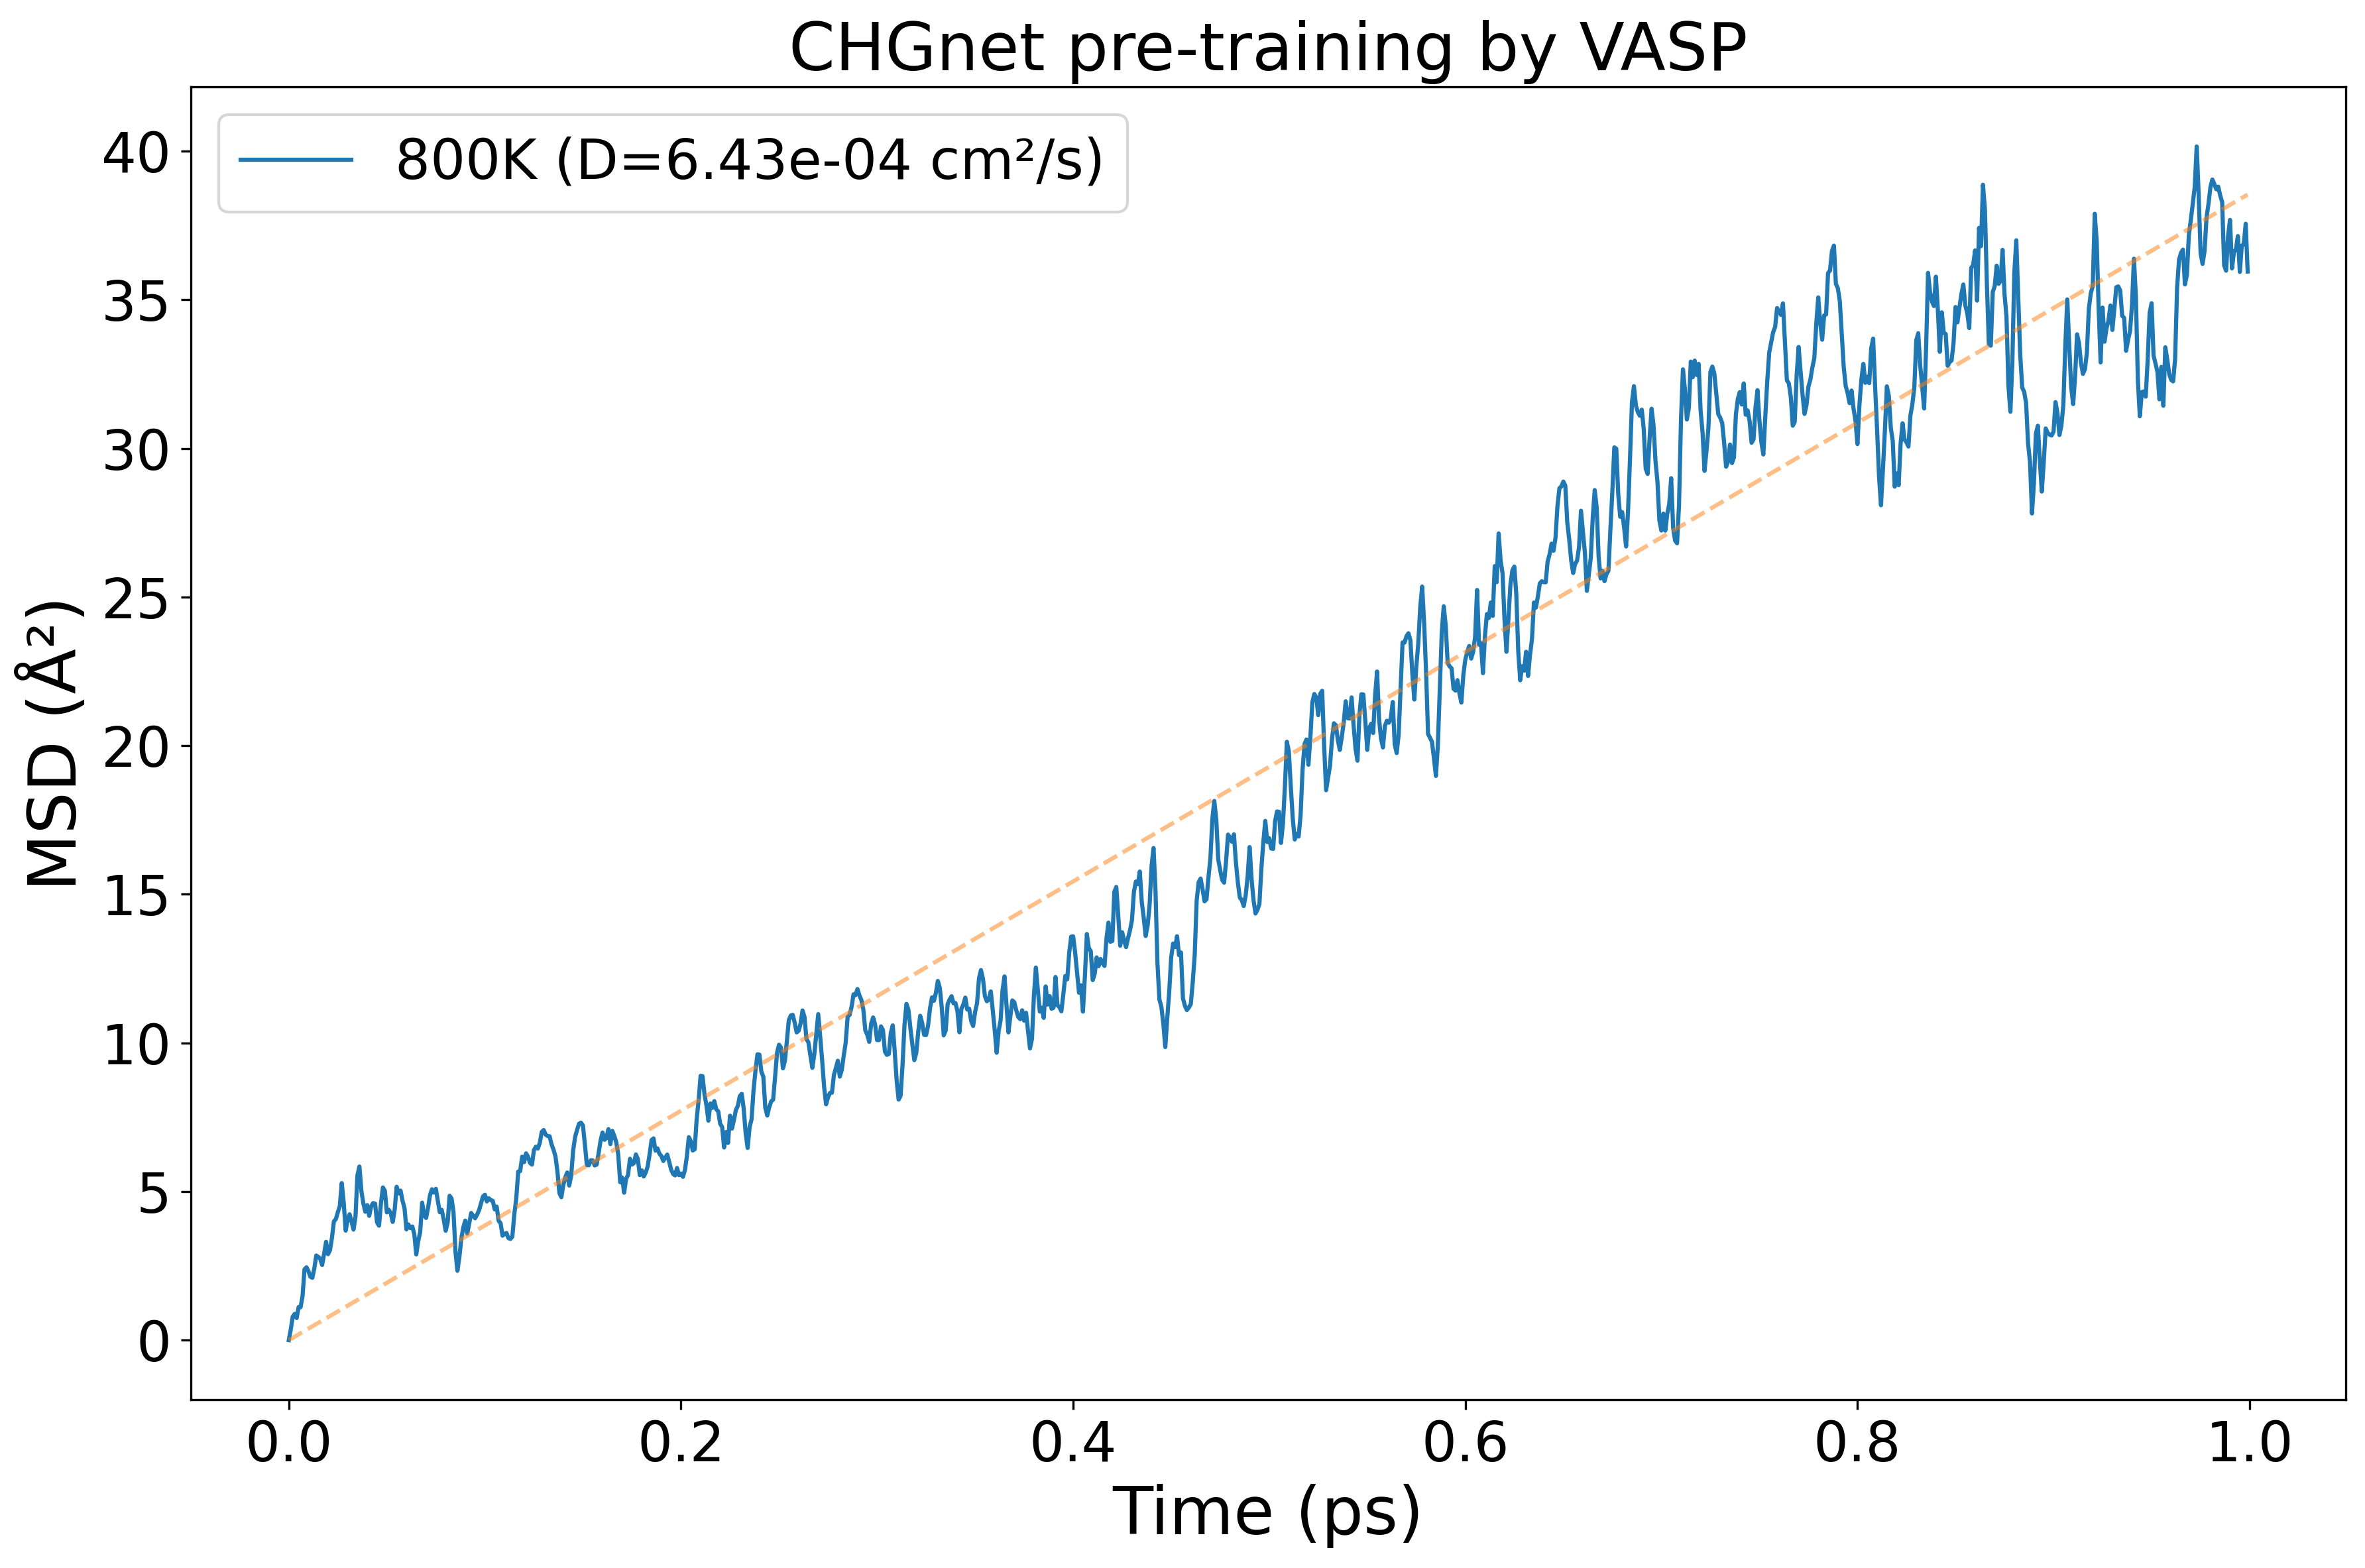 CHGnet pre-training by VASP
800K (D=6.43e-04 cm²/s)
MSD (Å²)
40
35
30
25
20
15
10
5
0
0.0 0.2 0.4 0.6 0.8 1.0
Time (ps)